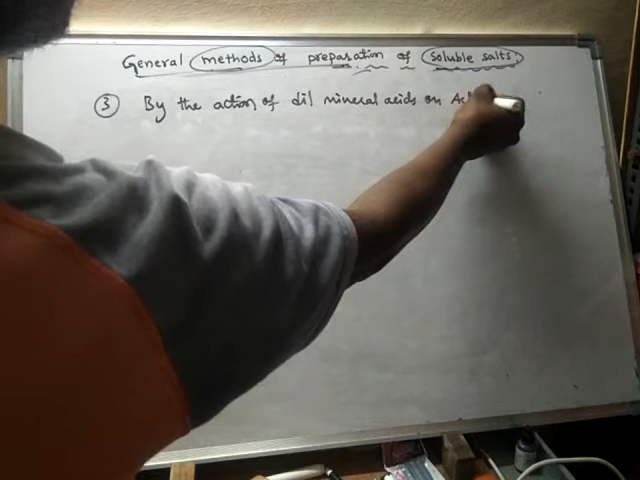 General methods of preparation of soluble salts:
③ By the action of dil mineral acids on